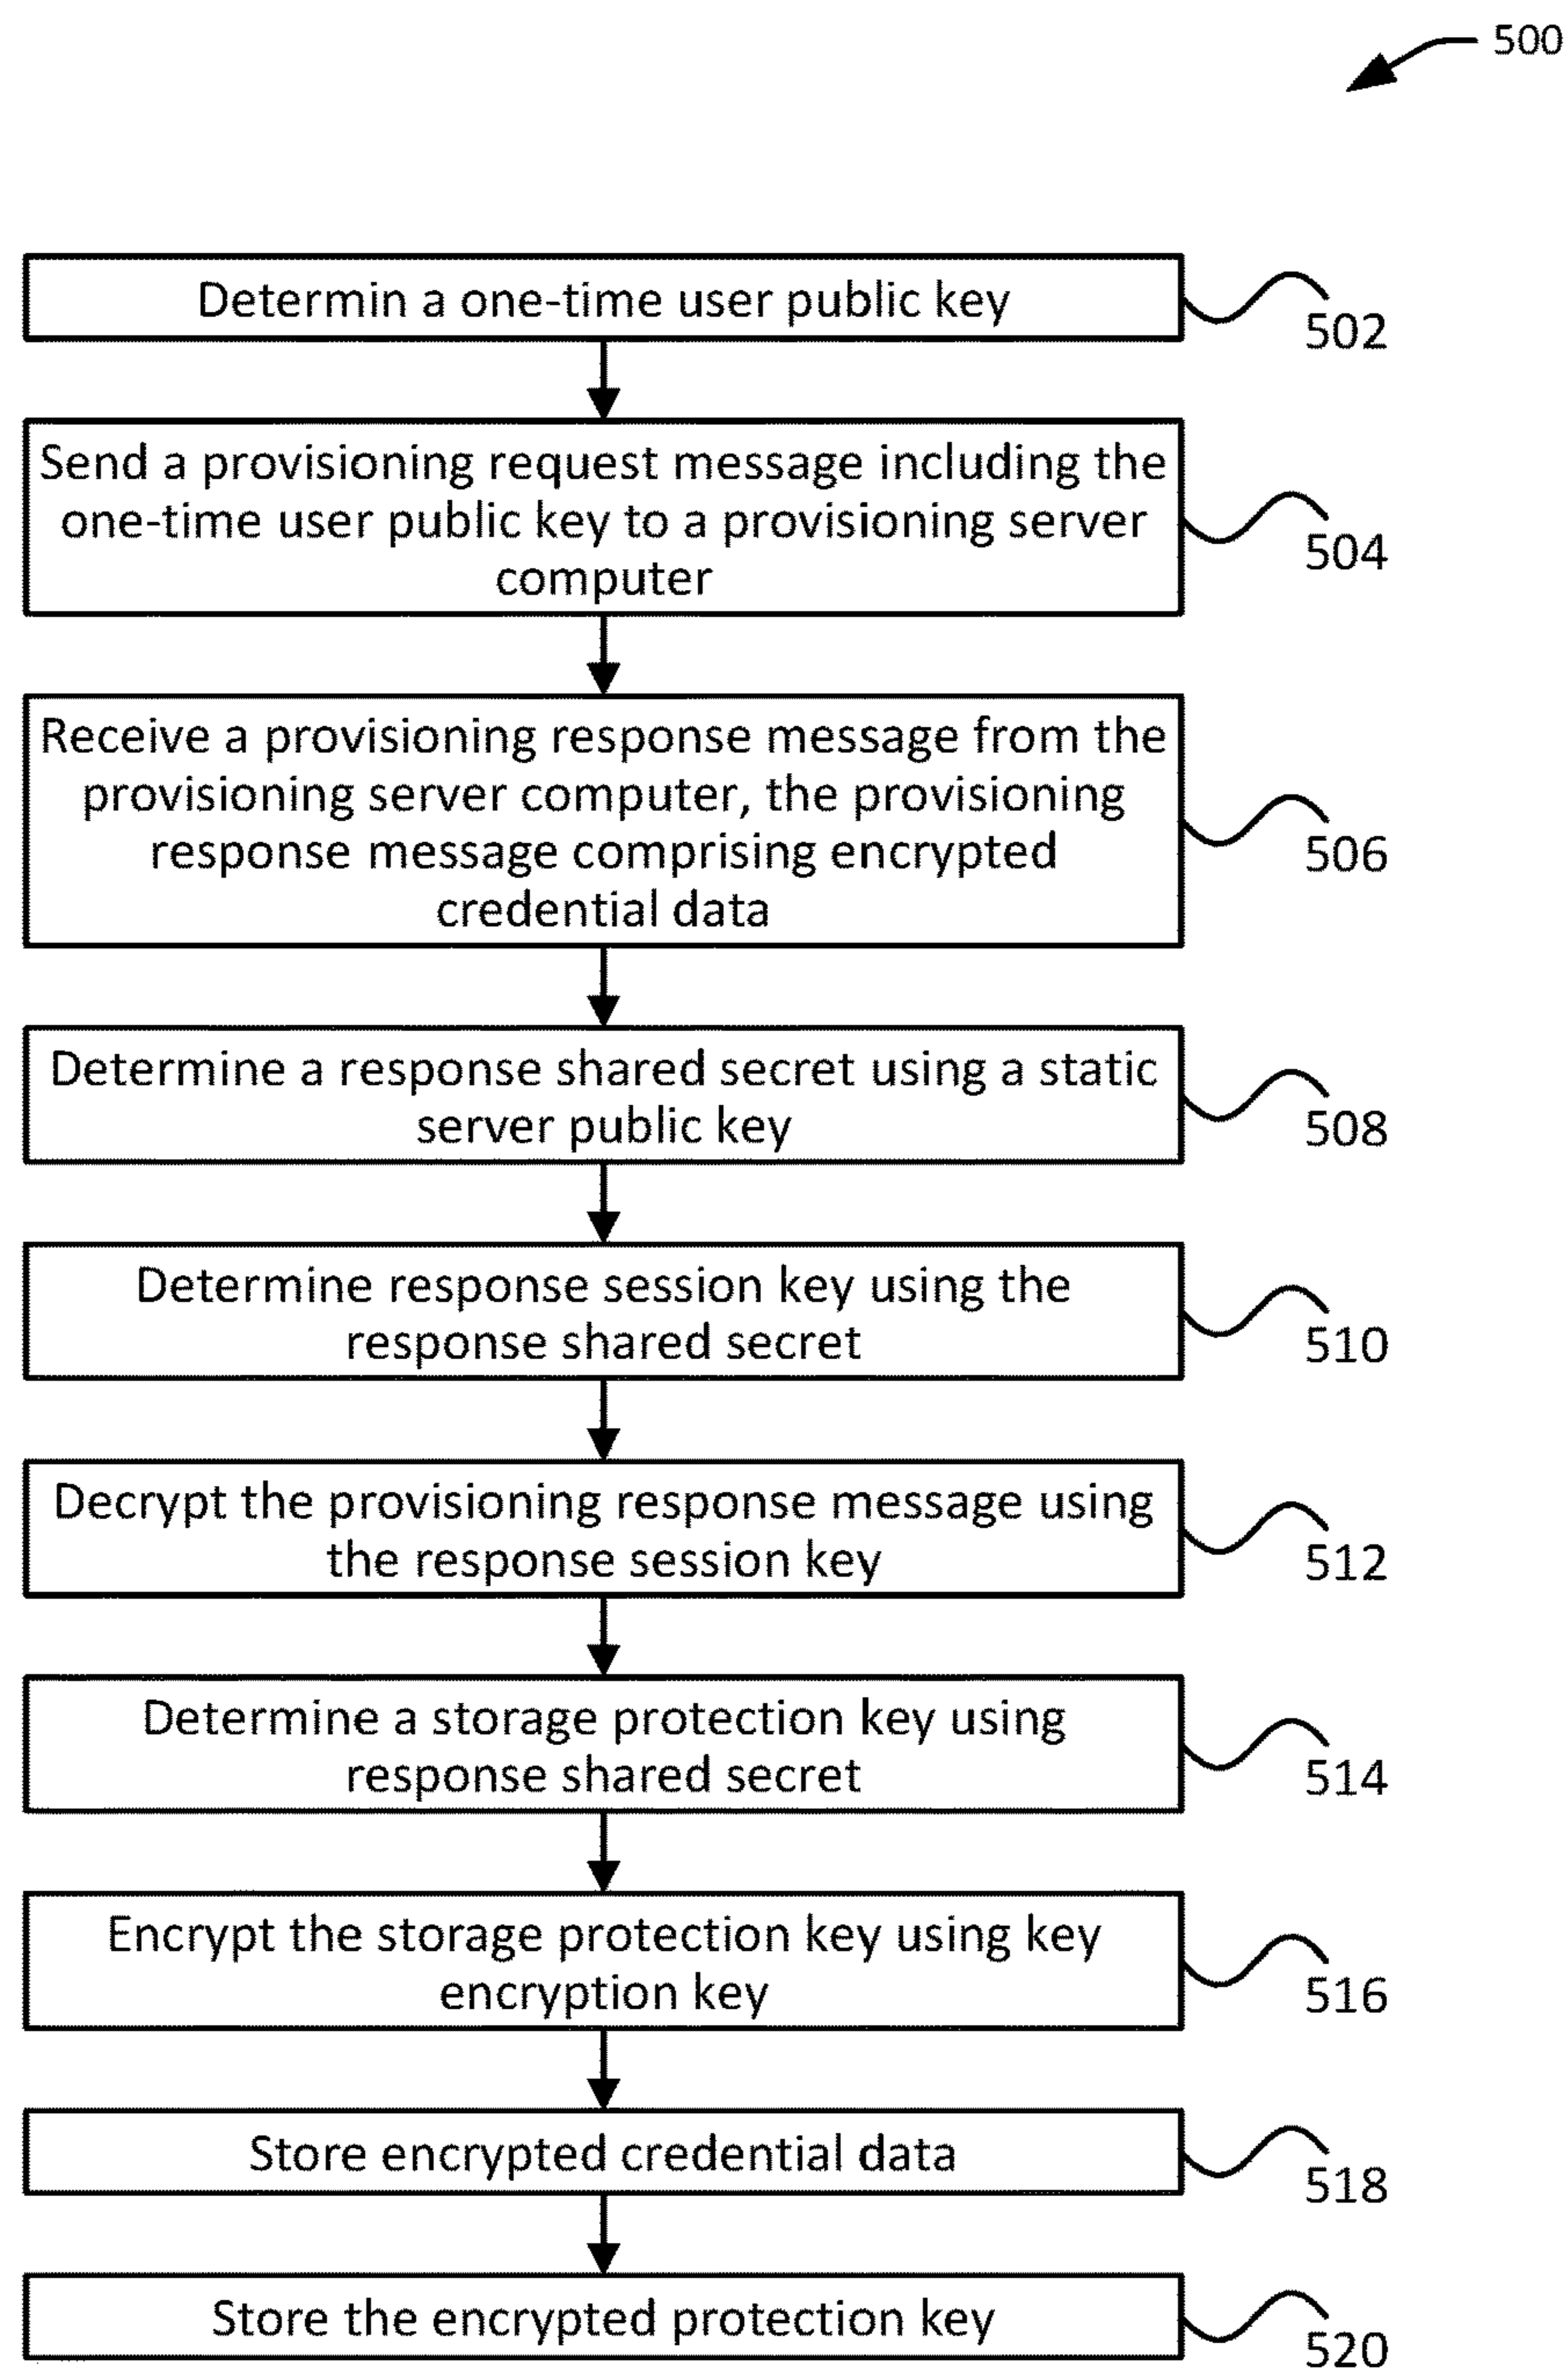 500
Determin a one-time user public key
502
Send a provisioning request message including the
one-time user public key to a provisioning server
computer
504
Receive a provisioning response message from the
provisioning server computer, the provisioning
response message comprising encrypted
credential data
506
Determine a response shared secret using a static
server public key
508
Determine response session key using the
response shared secret
510
Decrypt the provisioning response message using
the response session key
512
Determine a storage protection key using
response shared secret
514
Encrypt the storage protection key using key
encryption key
516
Store encrypted credential data
518
Store the encrypted protection key
520